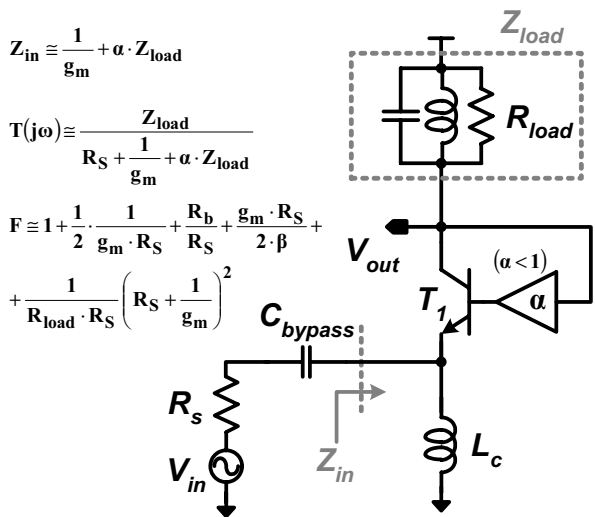 Z_in ≅ 1/g_m + α · Z_load
T(jω) ≅ Z_load / (R_S + 1/g_m + α · Z_load)
F ≅ 1 + 1/2 · 1/(g_m · R_S) + R_b/R_S + (g_m · R_S)/(2 · β) +
+ 1/(R_load · R_S) (R_S + 1/g_m)^2
Z_load
R_load
V_out
(α < 1)
T_1
α
C_bypass
R_s
V_in
Z_in
L_c